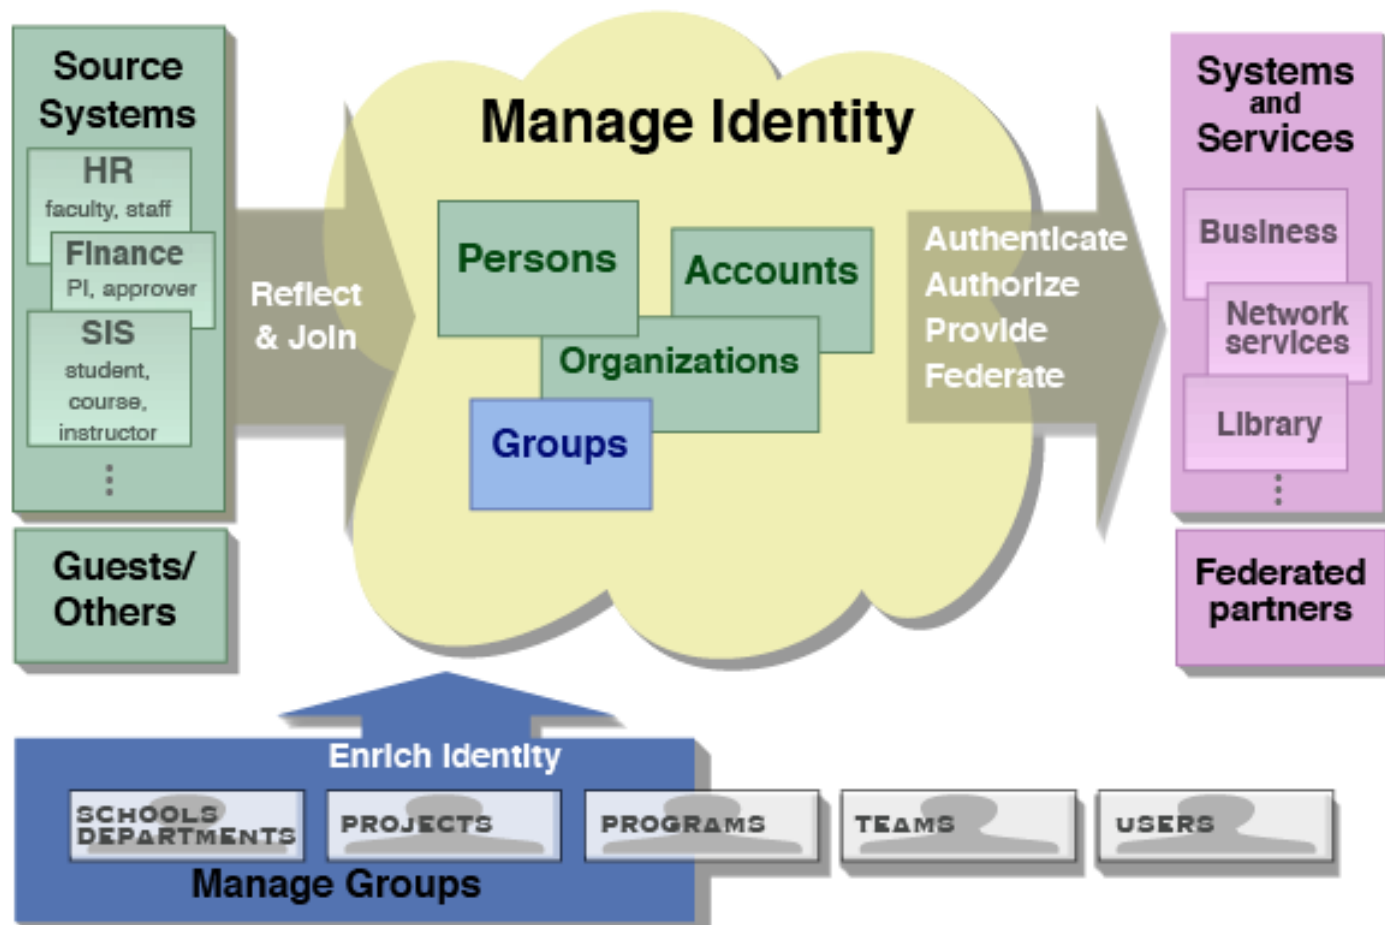 Source
Systems
HR
faculty, staff
Finance
PI, approver
SIS
student,
course,
instructor
Guests/
Others
Reflect
& Join
Manage Identity
Persons
Accounts
Organizations
Groups
Authenticate
Authorize
Provide
Federate
Systems
and
Services
Business
Network
services
Library
Federated
partners
Enrich Identity
SCHOOLS
DEPARTMENTS
PROJECTS
PROGRAMS
TEAMS
USERS
Manage Groups